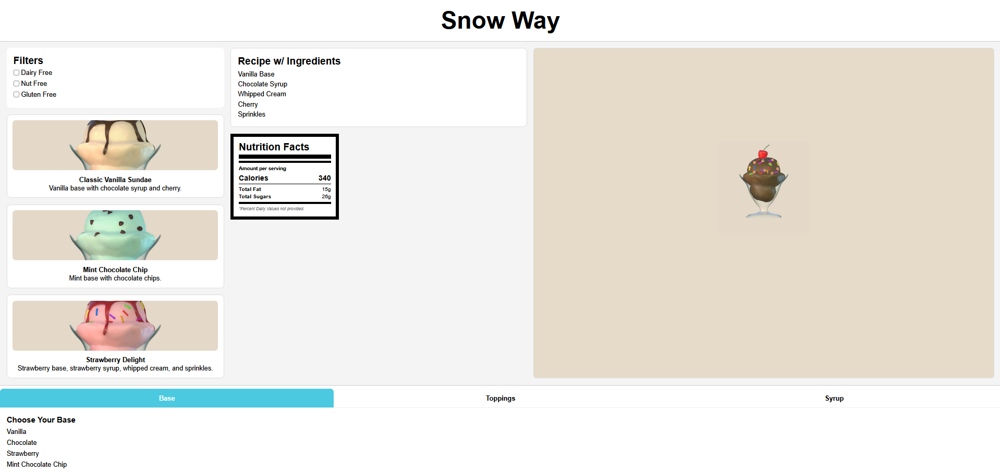 Snow Way
Filters
Dairy Free
Nut Free
Gluten Free
Classic Vanilla Sundae
Vanilla base with chocolate syrup and cherry.
Mint Chocolate Chip
Mint base with chocolate chips.
Strawberry Delight
Strawberry base, strawberry syrup, whipped cream, and sprinkles.
Recipe w/ Ingredients
Vanilla Base
Chocolate Syrup
Whipped Cream
Cherry
Sprinkles
Nutrition Facts
Amount per serving
Calories 340
Total Fat 15g
Total Sugars 26g
*Percent Daily Values not provided.
Base Toppings Syrup
Choose Your Base
Vanilla
Chocolate
Strawberry
Mint Chocolate Chip